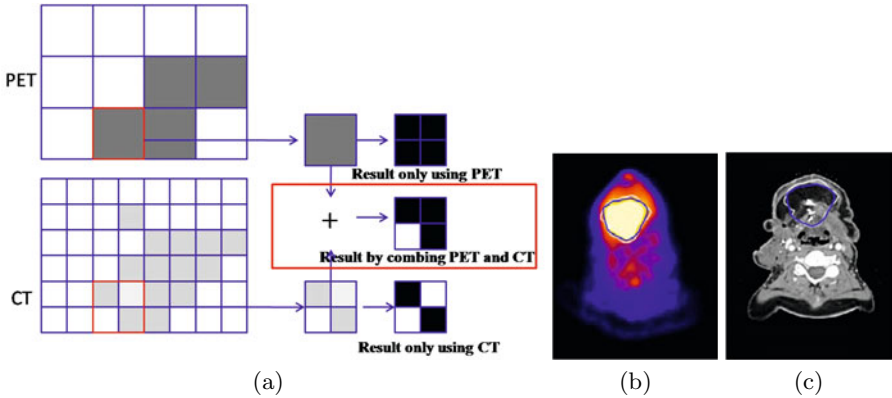 PET
Result only using PET
+
Result by combing PET and CT
CT
Result only using CT
(a)
(b)
(c)